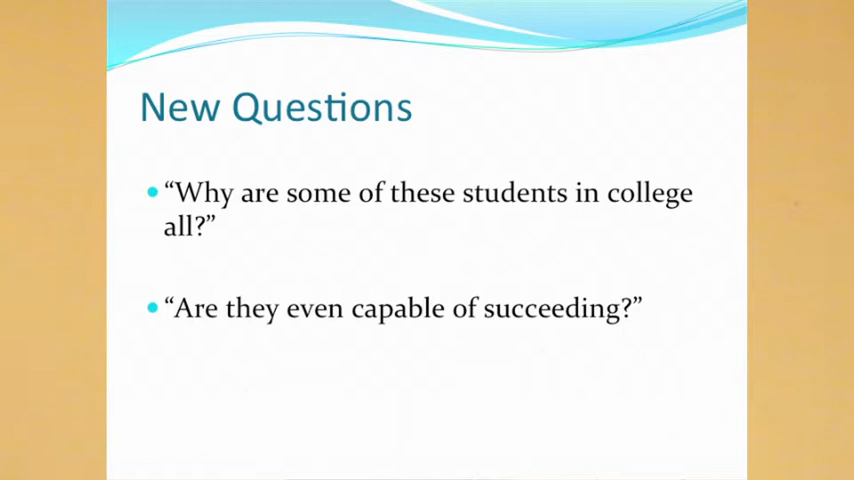 New Questions
“Why are some of these students in college
all?”
“Are they even capable of succeeding?”